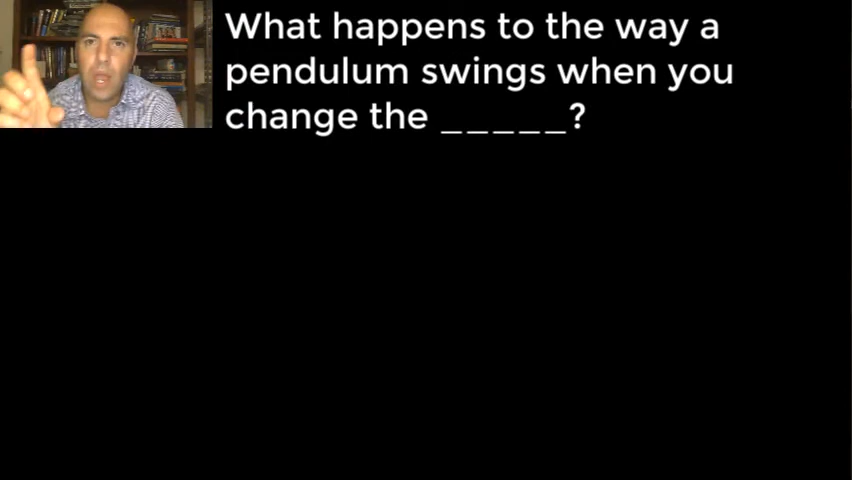 What happens to the way a
pendulum swings when you
change the _____?